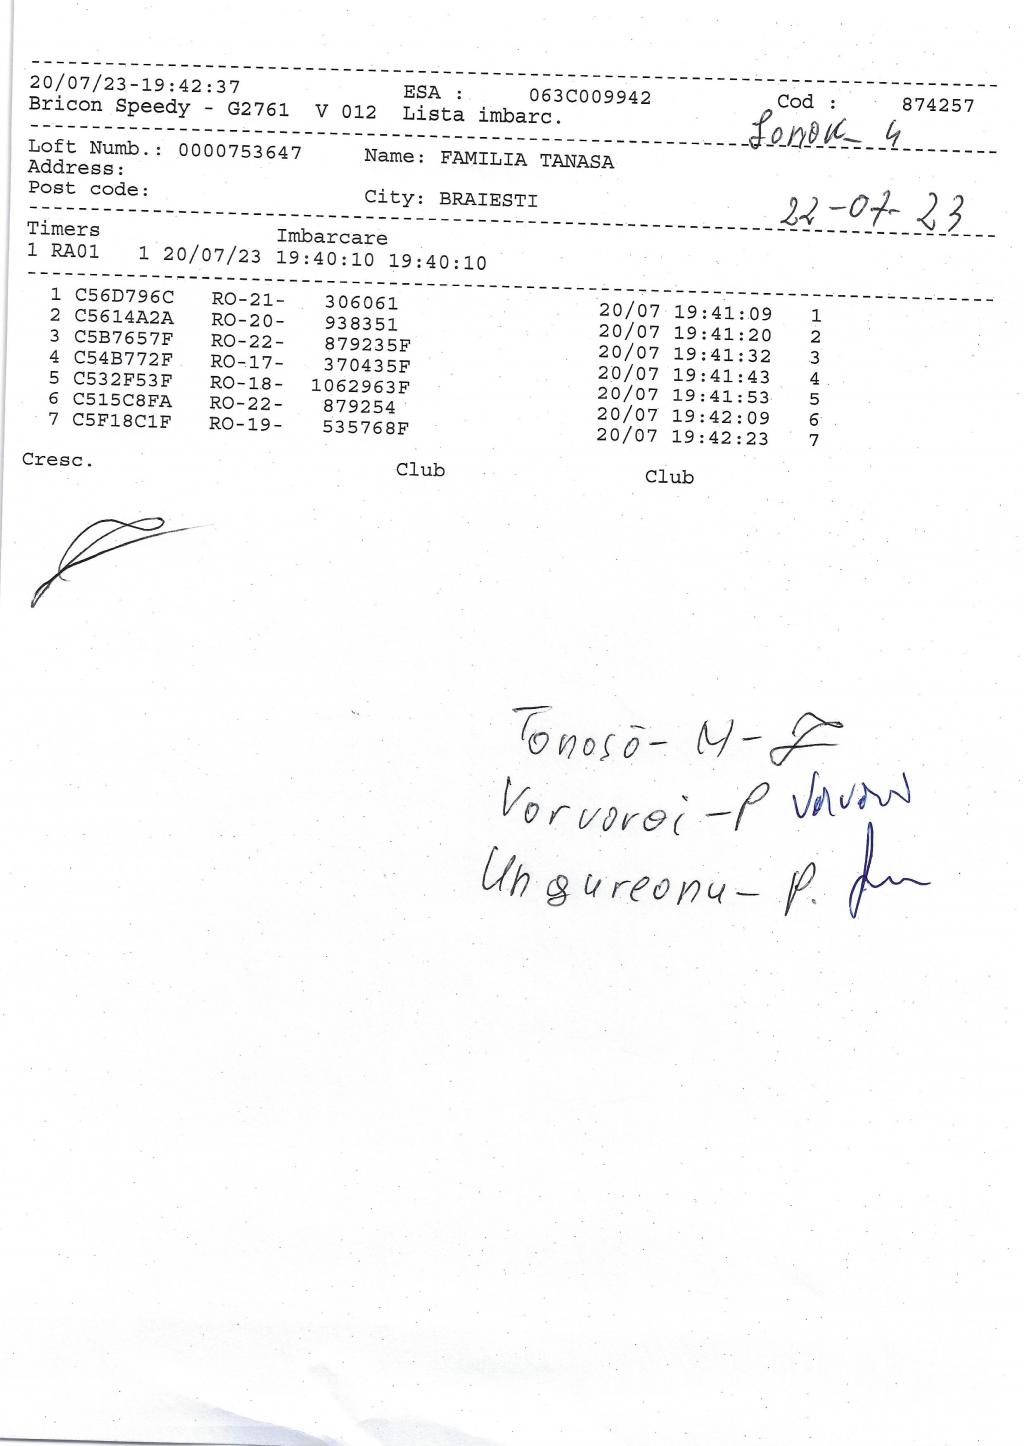 20/07/23-19:42:37 ESA : 063C009942 Cod : 874257
Bricon Speedy - G2761 V 012 Lista imbarc.
Sonok 4
Loft Numb.: 0000753647 Name: FAMILIA TANASA
Address:
Post code: City: BRAIESTI
22-07-23
Timers Imbarcare
1 RA01 1 20/07/23 19:40:10 19:40:10
1 C56D796C RO-21- 306061 20/07 19:41:09 1
2 C5614A2A RO-20- 938351 20/07 19:41:20 2
3 C5B7657F RO-22- 879235F 20/07 19:41:32 3
4 C54B772F RO-17- 370435F 20/07 19:41:43 4
5 C532F53F RO-18- 1062963F 20/07 19:41:53 5
6 C515C8FA RO-22- 879254 20/07 19:42:09 6
7 C5F18C1F RO-19- 535768F 20/07 19:42:23 7
Cresc. Club Club
Tanasă - M -
Varvaroi - P
Ungureanu - P.